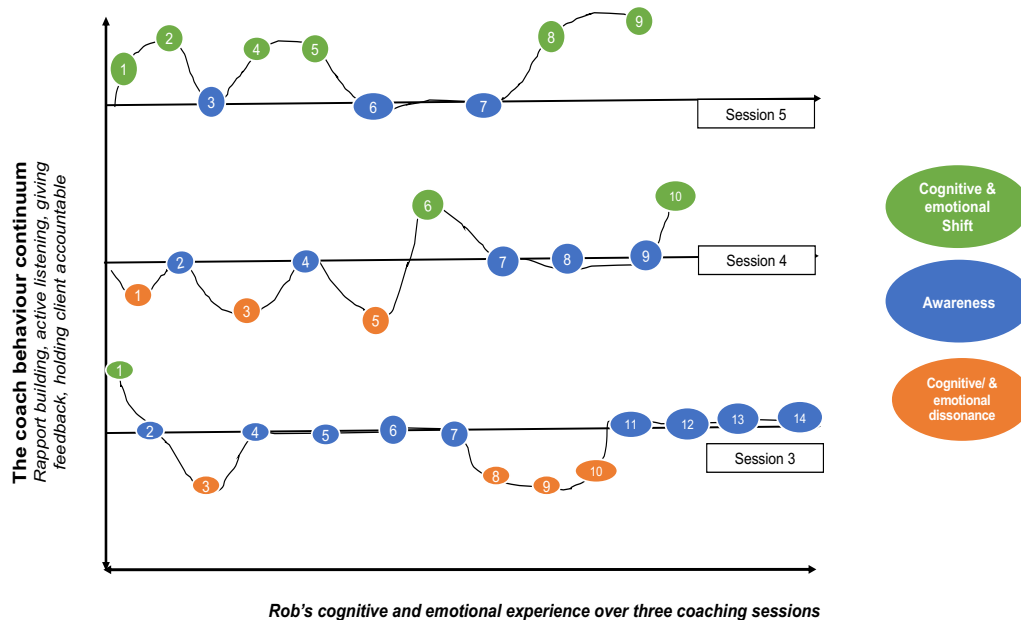 1
2
3
4
5
6
7
8
9
Session 5
1
2
3
4
5
6
7
8
9
10
Session 4
1
2
3
4
5
6
7
8
9
10
11
12
13
14
Session 3
The coach behaviour continuum
Rapport building, active listening, giving
feedback, holding client accountable
Cognitive &
emotional
Shift
Awareness
Cognitive/ &
emotional
dissonance
Rob's cognitive and emotional experience over three coaching sessions